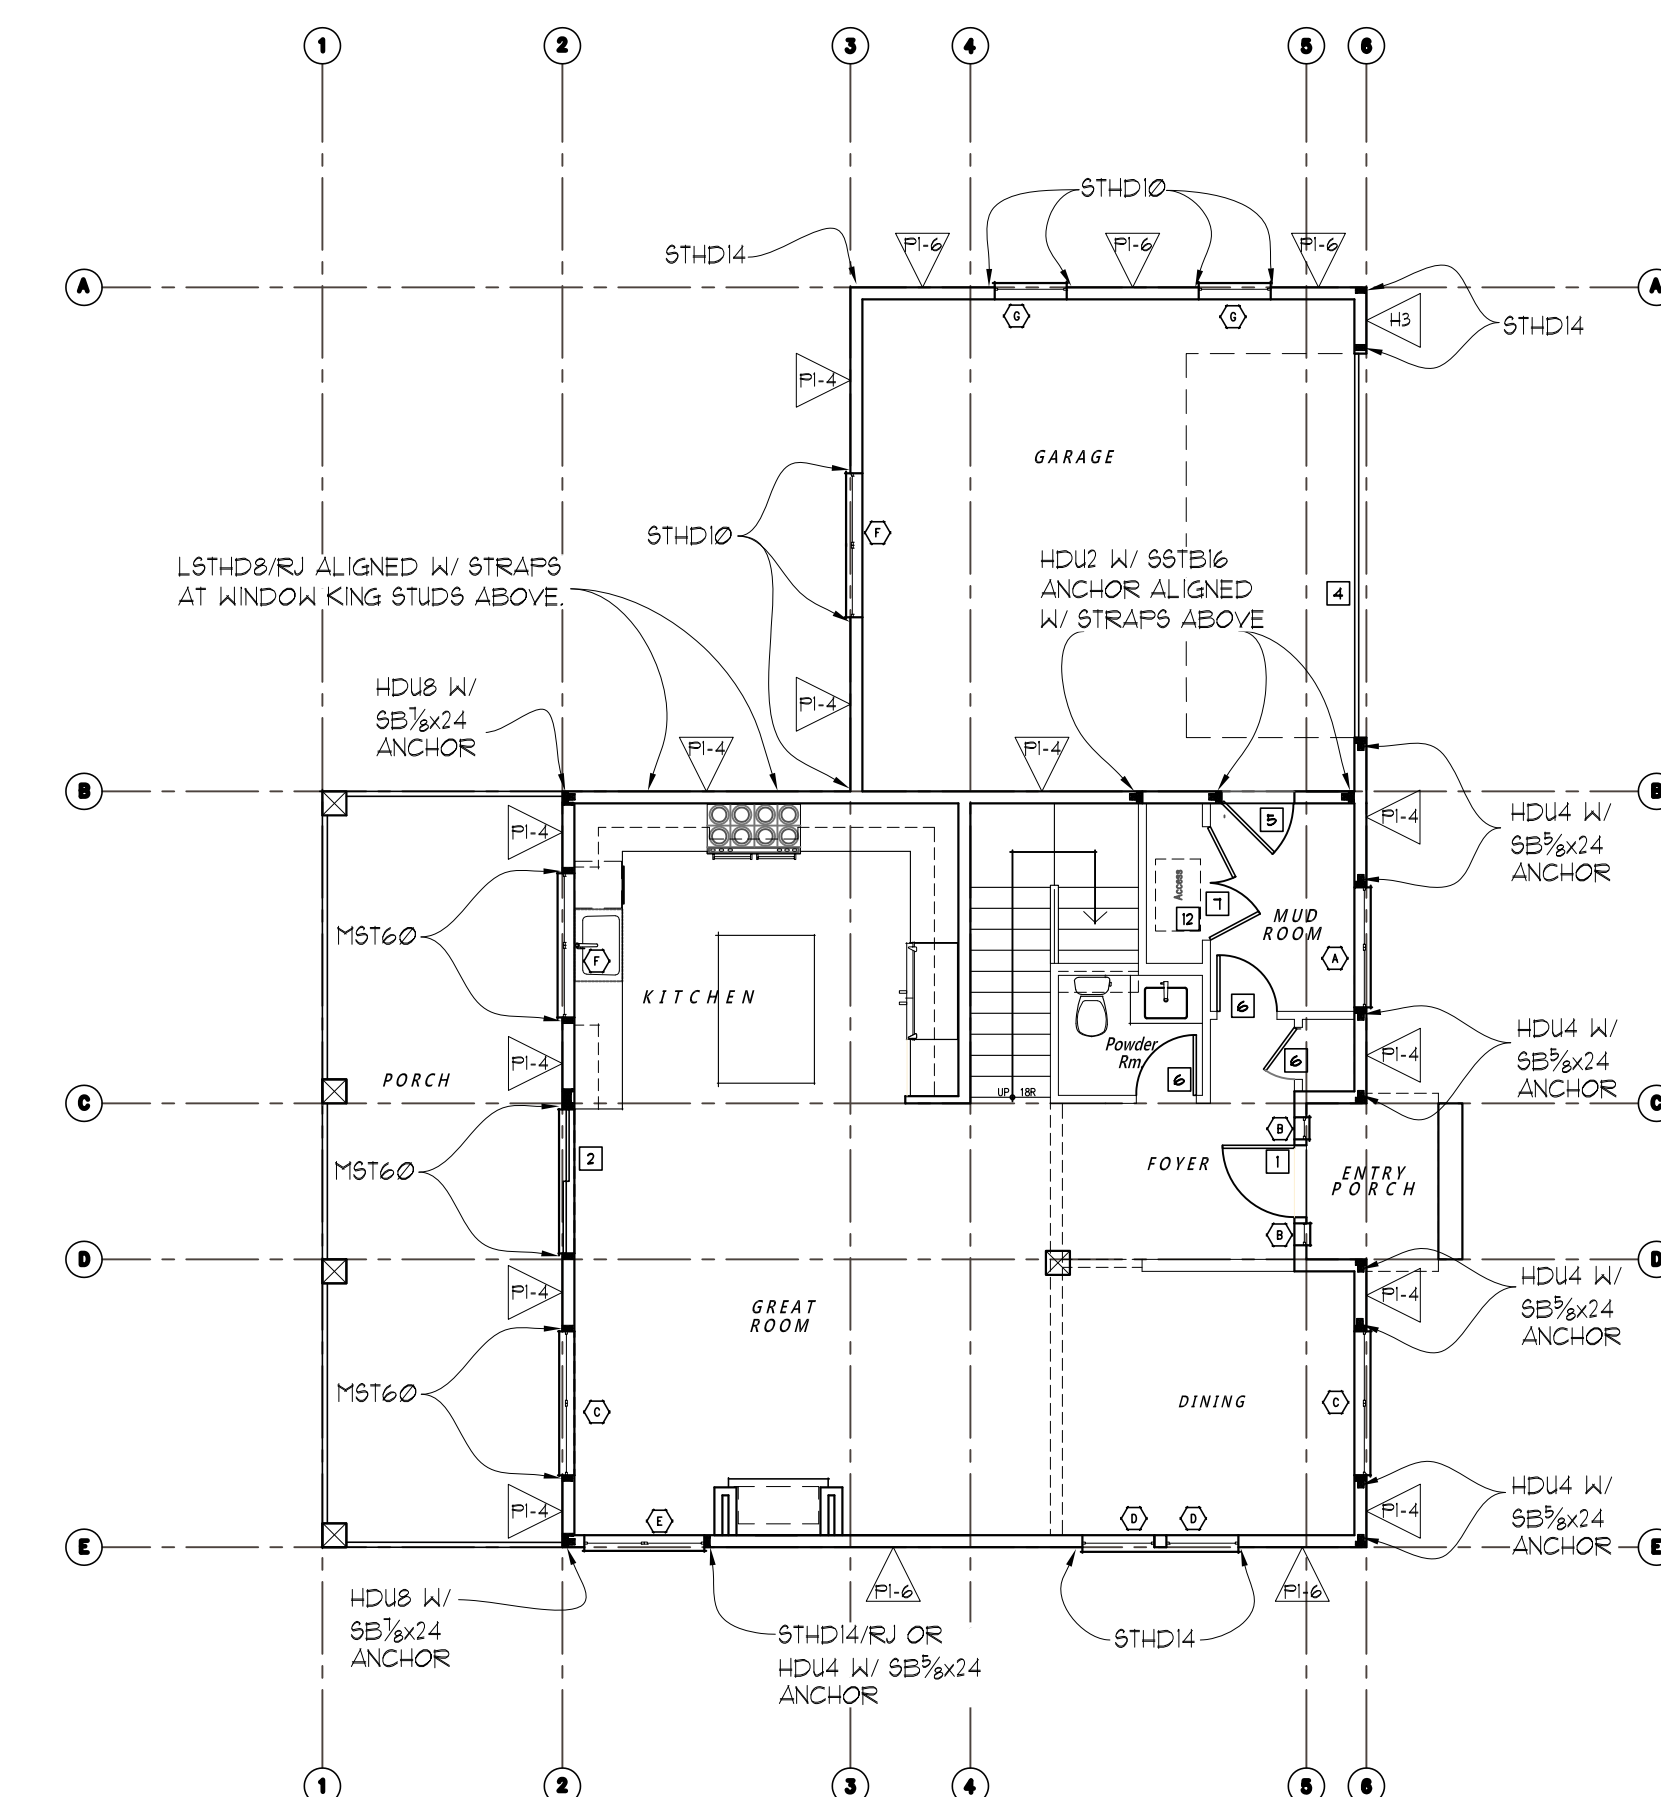 1 2 3 4 5 6
STHD10
P1-6 P1-6 P1-6
STHD14
A A
H3
G G
STHD14
P1-4
GARAGE
STHD10
F
LSTHD8/RJ ALIGNED W/ STRAPS
AT WINDOW KING STUDS ABOVE.
HDU2 W/ SSTB16
ANCHOR ALIGNED
W/ STRAPS ABOVE
4
HDU8 W/
SB7/8x24
ANCHOR
P1-4
P1-4 P1-4
B B
P1-4
5
P1-4
HDU4 W/
SB5/8x24
ANCHOR
Access
7
12
MUD
ROOM
MST60
F
A
KITCHEN
6
HDU4 W/
SB5/8x24
ANCHOR
P1-4
Powder
Rm.
6
P1-4
PORCH
6
UP 18R
C C
B
MST60
2
FOYER
1
ENTRY
PORCH
B
D D
P1-4
P1-4
HDU4 W/
SB5/8x24
ANCHOR
GREAT
ROOM
MST60
C
DINING
C
P1-4
E
D D
P1-4
HDU4 W/
SB5/8x24
ANCHOR
E E
P1-6 P1-6
HDU8 W/
SB7/8x24
ANCHOR
STHD14/RJ OR
HDU4 W/ SB5/8x24
ANCHOR
STHD14
1 2 3 4 5 6